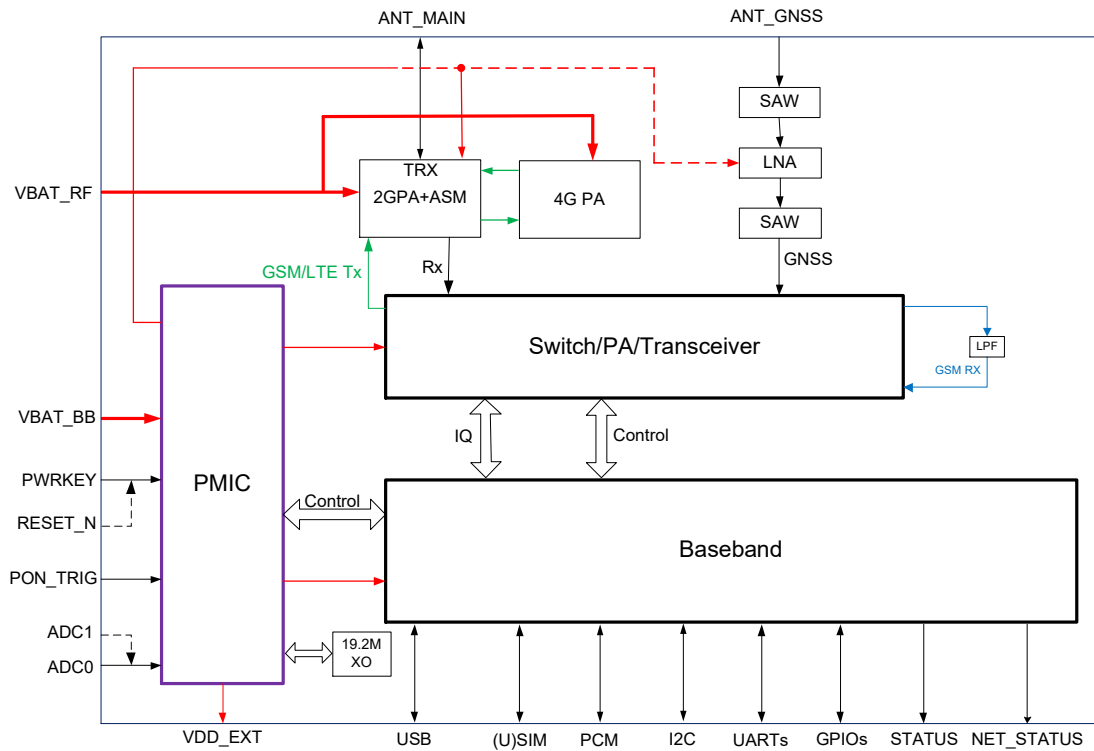 ANT_MAIN
ANT_GNSS
SAW
LNA
SAW
GNSS
VBAT_RF
TRX
2GPA+ASM
4G PA
GSM/LTE Tx
Rx
Switch/PA/Transceiver
LPF
GSM RX
VBAT_BB
IQ
Control
PWRKEY
PMIC
RESET_N
Control
Baseband
PON_TRIG
ADC1
ADC0
19.2M
XO
VDD_EXT
USB
(U)SIM
PCM
I2C
UARTs
GPIOs
STATUS
NET_STATUS